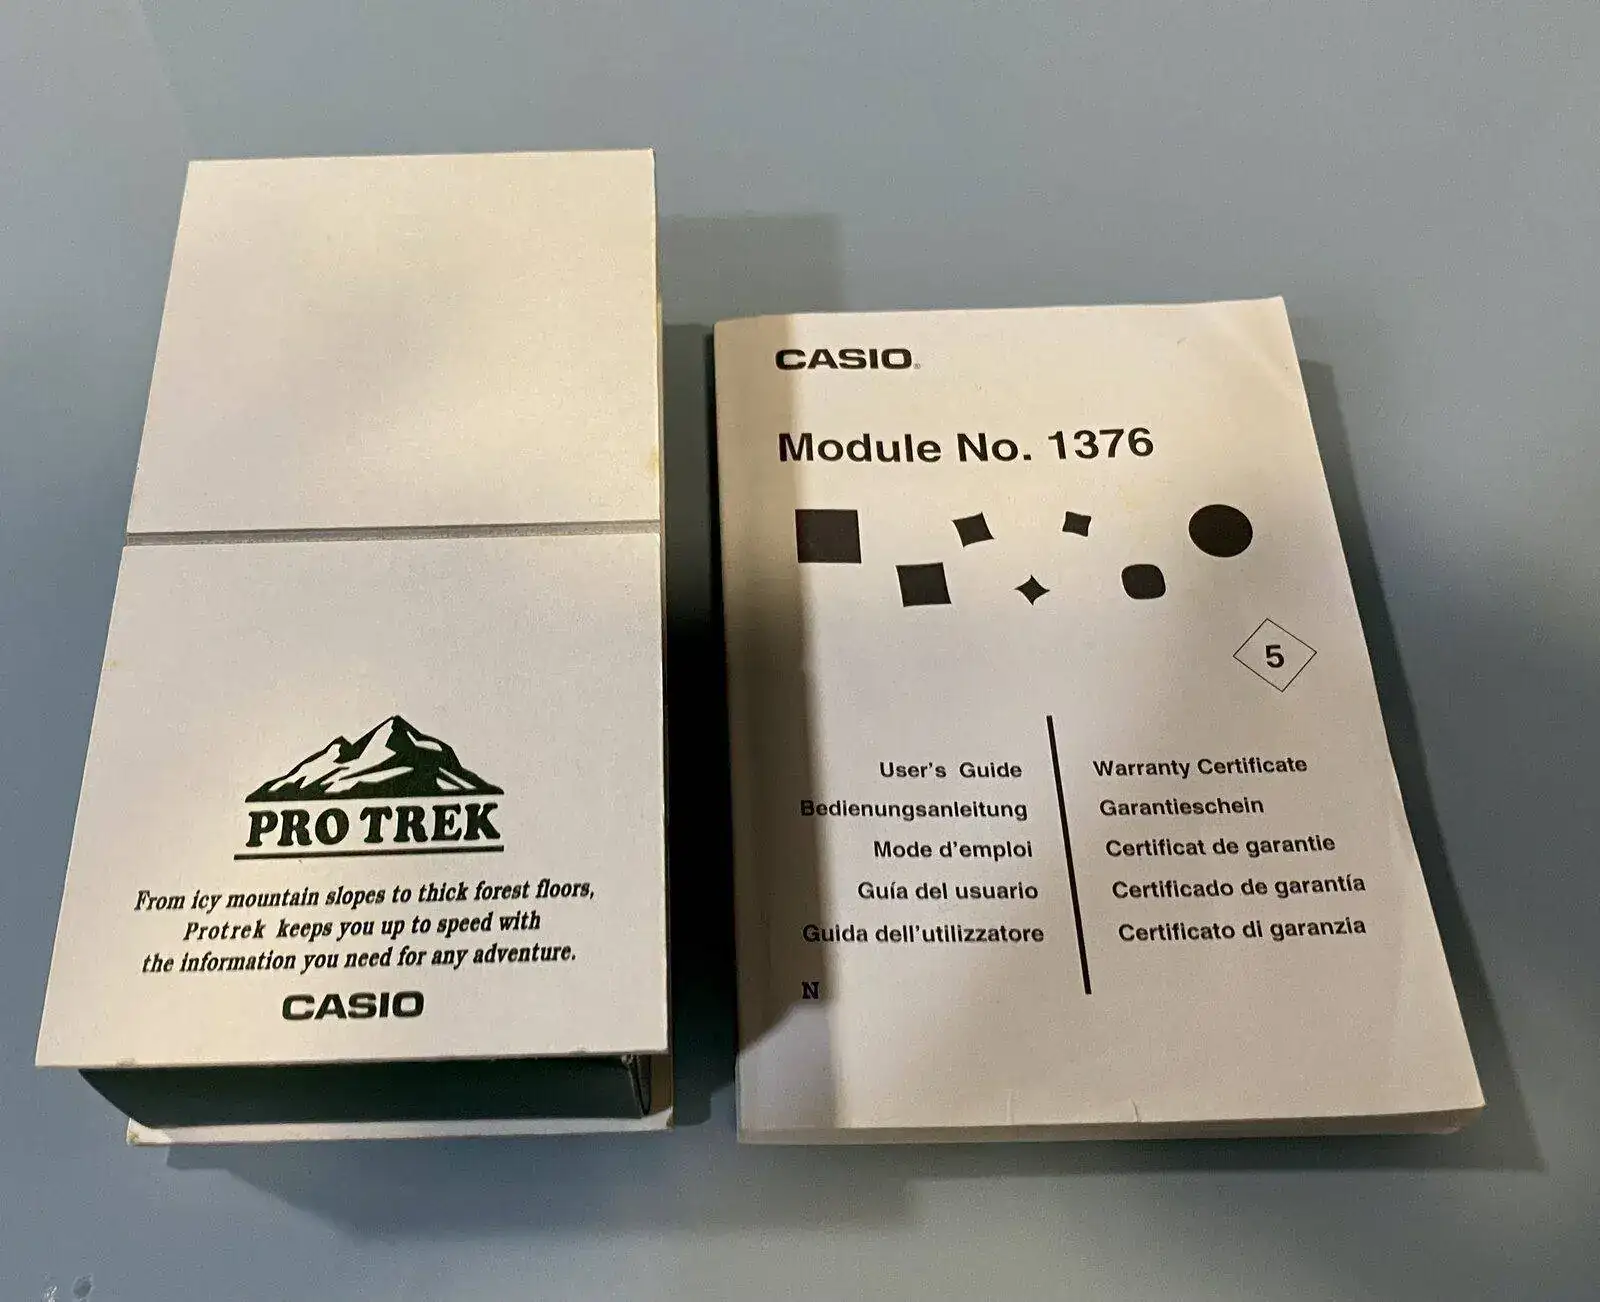 PRO TREK
From icy mountain slopes to thick forest floors,
Protrek keeps you up to speed with
the information you need for any adventure.
CASIO
CASIO®
Module No. 1376
5
User's Guide
Bedienungsanleitung
Mode d'emploi
Guía del usuario
Guida dell'utilizzatore
N
Warranty Certificate
Garantieschein
Certificat de garantie
Certificado de garantía
Certificato di garanzia